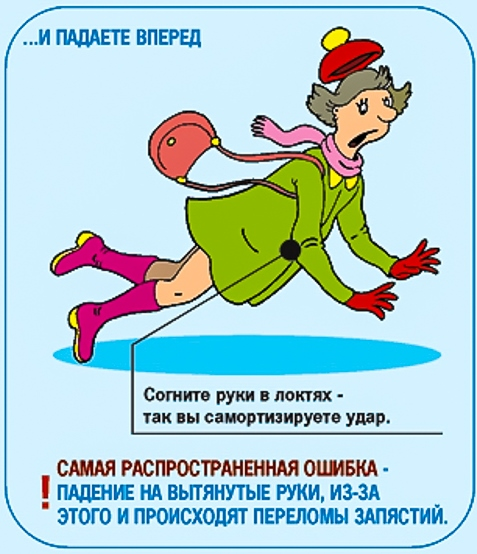 ...И ПАДАЕТЕ ВПЕРЕД
Согните руки в локтях -
так вы самортизируете удар.
! САМАЯ РАСПРОСТРАНЕННАЯ ОШИБКА -
ПАДЕНИЕ НА ВЫТЯНУТЫЕ РУКИ, ИЗ-ЗА
ЭТОГО И ПРОИСХОДЯТ ПЕРЕЛОМЫ ЗАПЯСТИЙ.